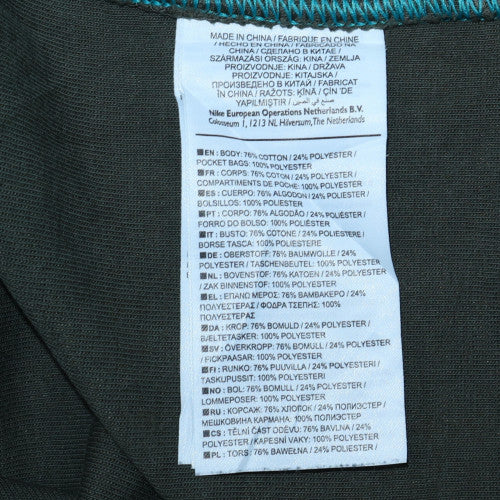 MADE IN CHINA / FABRIQUE EN CHINE
/ HECHO EN CHINA / FABRICADO NA
CHINA / СДЕЛАНО В КИТАЕ /
SZÁRMAZÁSI ORSZÁG: KÍNA / ZEMLJA
PROIZVODNJE: KINA / DRŽAVA
PROIZVODNJE: KITAJSKA /
ПРОИЗВЕДЕНО В КИТАЙ / FABRICAT
ÎN CHINA / RAŽOTS: ĶĪNĀ / ÇİN 'DE
YAPILMIŞTIR / صنع في الصين
Nike European Operations Netherlands B.V.
Colosseum 1, 1213 NL Hilversum, The Netherlands
EN : BODY: 76% COTTON / 24% POLYESTER /
POCKET BAGS: 100% POLYESTER
FR : CORPS: 76% COTON / 24% POLYESTER /
COMPARTIMENTS DE POCHE: 100% POLYESTER
ES : CUERPO: 76% ALGODÓN / 24% POLIÉSTER /
BOLSILLOS: 100% POLIÉSTER
PT : CORPO: 76% ALGODÃO / 24% POLIÉSTER /
FORRO DO BOLSO: 100% POLIÉSTER
IT : BUSTO: 76% COTONE / 24% POLIESTERE /
BORSE TASCA: 100% POLIESTERE
DE : OBERSTOFF: 76% BAUMWOLLE / 24%
POLYESTER / TASCHENBEUTEL: 100% POLYESTER
NL : BOVENSTOF: 76% KATOEN / 24% POLYESTER
/ ZAK BINNENSTOF: 100% POLYESTER
EL : ΕΠΑΝΩ ΜΕΡΟΣ: 76% ΒΑΜΒΑΚΕΡΟ / 24%
ΠΟΛΥΕΣΤΕΡΑΣ / ΦΟΔΡΑ ΤΣΕΠΗΣ: 100%
ΠΟΛΥΕΣΤΕΡΑΣ
DA : KROP: 76% BOMULD / 24% POLYESTER /
BÆLTETASKER: 100% POLYESTER
SV : ÖVERKROPP: 76% BOMULL / 24% POLYESTER /
FICKPAASAR: 100% POLYESTER
FI : RUNKO: 76% PUUVILLA / 24% POLYESTERI /
TASKUPUSSIT: 100% POLYESTERI
NO : BOL: 76% BOMULL / 24% POLYESTER /
LOMMEPOSER: 100% POLYESTER
RU : КОРСАЖ: 76% ХЛОПОК / 24% ПОЛИЭСТЕР /
МЕШКОВИНА КАРМАНА: 100% ПОЛИЭСТЕР
CS : TĚLNÍ ČÁST ODĚVU: 76% BAVLNA / 24%
POLYESTER / KAPESNÍ VAKY: 100% POLYESTER
PL : TORS : 76% BAWEŁNA / 24% POLIESTER /